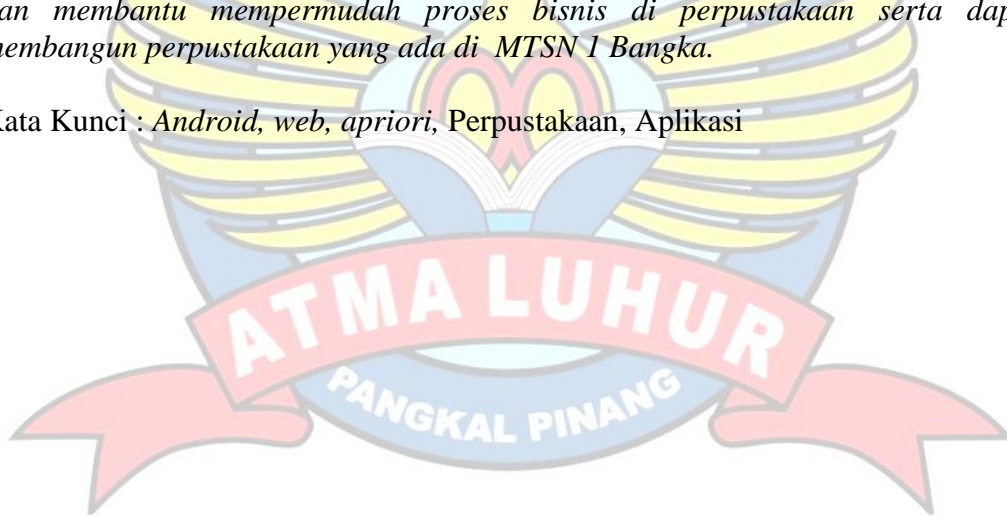 an membantu mempermudah proses bisnis di perpustakaan serta dap
nembangun perpustakaan yang ada di MTSN 1 Bangka.
Kata Kunci : Android, web, apriori, Perpustakaan, Aplikasi
ATMA LUHUR
PANGKAL PINANG